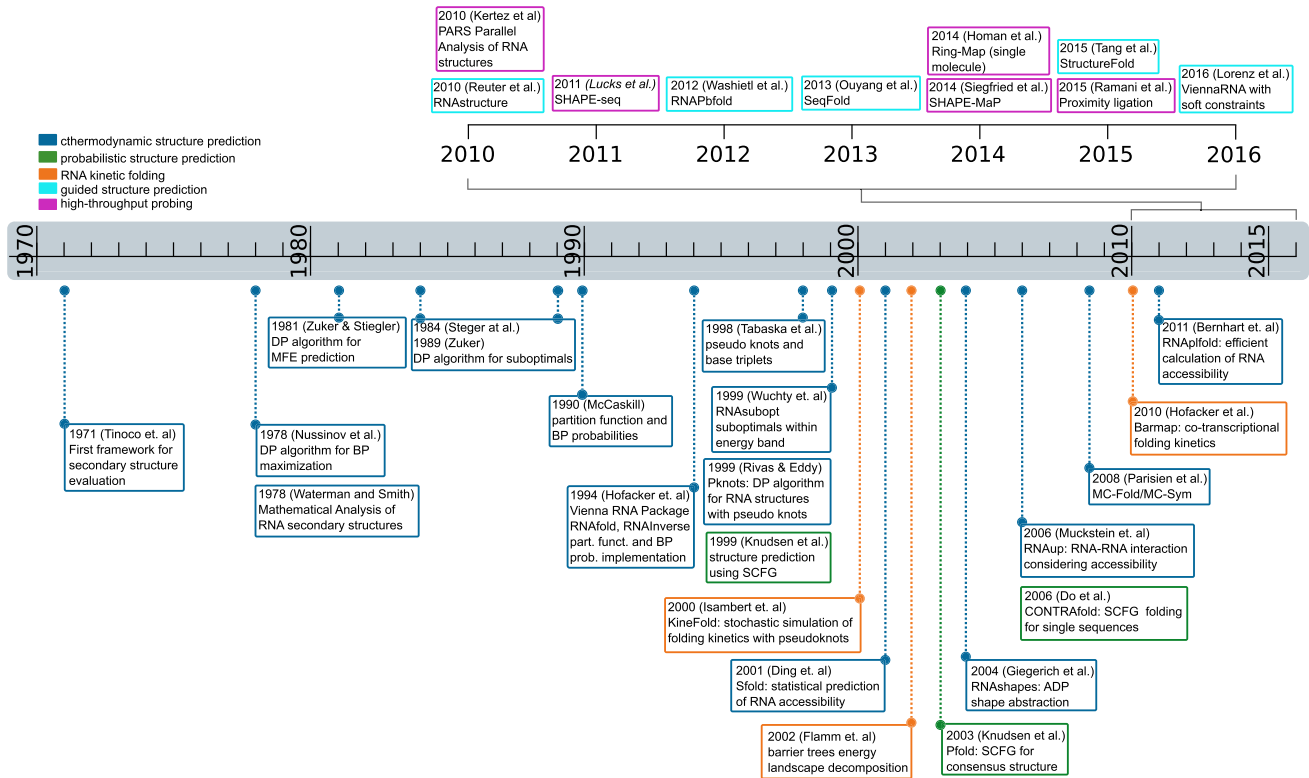 2010 (Kertez et al)
PARS Parallel
Analysis of RNA
structures
2010 (Reuter et al.)
RNAstructure
2011 (Lucks et al.)
SHAPE-seq
2012 (Washietl et al.)
RNAPbfold
2013 (Ouyang et al.)
SeqFold
2014 (Homan et al.)
Ring-Map (single
molecule)
2014 (Siegfried et al.)
SHAPE-MaP
2015 (Tang et al.)
StructureFold
2015 (Ramani et al.)
Proximity ligation
2016 (Lorenz et al.)
ViennaRNA with
soft constraints
2010
2011
2012
2013
2014
2015
2016
cthermodynamic structure prediction
probabilistic structure prediction
RNA kinetic folding
guided structure prediction
high-throughput probing
1970
1980
1990
2000
2010
2015
1971 (Tinoco et. al)
First framework for
secondary structure
evaluation
1978 (Nussinov et al.)
DP algorithm for BP
maximization
1978 (Waterman and Smith)
Mathematical Analysis of
RNA secondary structures
1981 (Zuker & Stiegler)
DP algorithm for
MFE prediction
1984 (Steger at al.)
1989 (Zuker)
DP algorithm for suboptimals
1990 (McCaskill)
partition function and
BP probabilities
1994 (Hofacker et. al)
Vienna RNA Package
RNAfold, RNAInverse
part. funct. and BP
prob. implementation
1998 (Tabaska et al.)
pseudo knots and
base triplets
1999 (Wuchty et. al)
RNAsubopt
suboptimals within
energy band
1999 (Rivas & Eddy)
Pknots: DP algorithm
for RNA structures
with pseudo knots
1999 (Knudsen et al.)
structure prediction
using SCFG
2000 (Isambert et. al)
KineFold: stochastic simulation of
folding kinetics with pseudoknots
2001 (Ding et. al)
Sfold: statistical prediction
of RNA accessibility
2002 (Flamm et. al)
barrier trees energy
landscape decomposition
2003 (Knudsen et al.)
Pfold: SCFG for
consensus structure
2004 (Giegerich et al.)
RNAshapes: ADP
shape abstraction
2006 (Muckstein et. al)
RNAup: RNA-RNA interaction
considering accessibility
2006 (Do et al.)
CONTRAfold: SCFG folding
for single sequences
2008 (Parisien et al.)
MC-Fold/MC-Sym
2010 (Hofacker et al.)
Barmap: co-transcriptional
folding kinetics
2011 (Bernhart et. al)
RNAplfold: efficient
calculation of RNA
accessibility